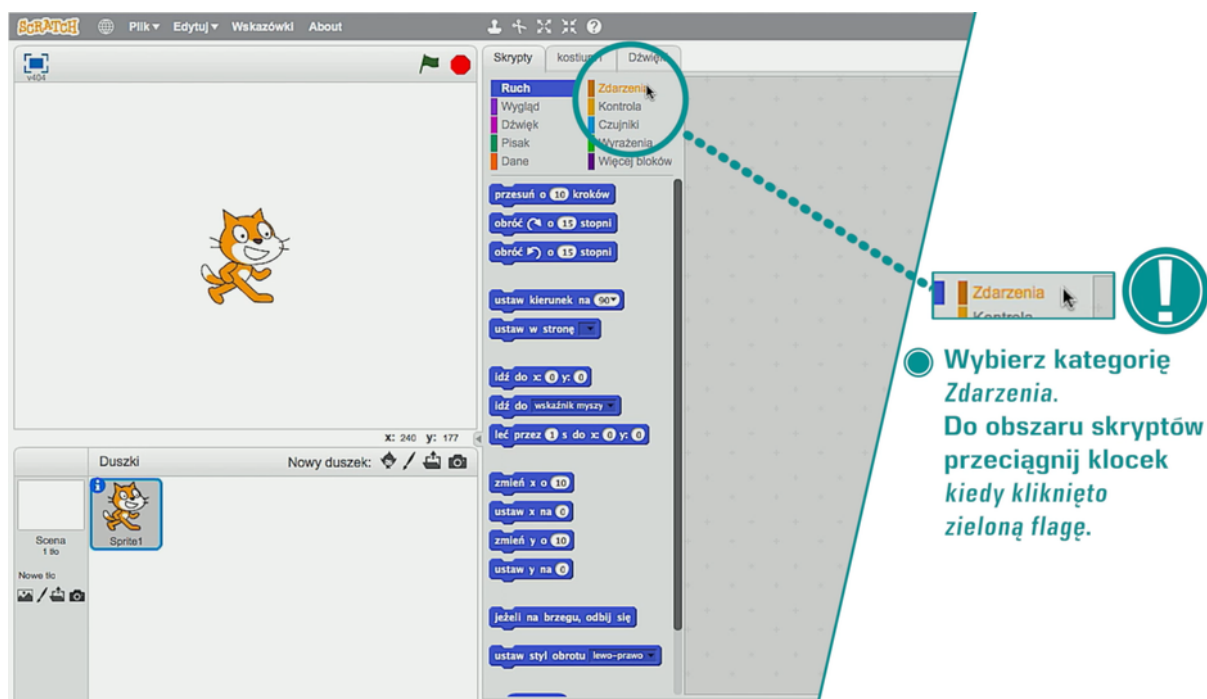 SCRATCH Plik▾ Edytuj▾ Wskazówki About
v404
Skrypty kostiumy Dźwięki
Ruch Zdarzenia
Wygląd Kontrola
Dźwięk Czujniki
Pisak Wyrażenia
Dane Więcej bloków
przesuń o 10 kroków
obróć ↻ o 15 stopni
obróć ↺ o 15 stopni
ustaw kierunek na 90▾
ustaw w stronę
idź do x: 0 y: 0
idź do wskaźnik myszy
leć przez 1 s do x: 0 y: 0
zmień x o 10
ustaw x na 0
zmień y o 10
ustaw y na 0
jeżeli na brzegu, odbij się
ustaw styl obrotu lewo-prawo
x: 240 y: 177
Duszki Nowy duszek:
Scena
1 tło
Nowe tło
Sprite1
Zdarzenia
Kontrola
!
Wybierz kategorię
Zdarzenia.
Do obszaru skryptów
przeciągnij klocek
kiedy kliknięto
zieloną flagę.